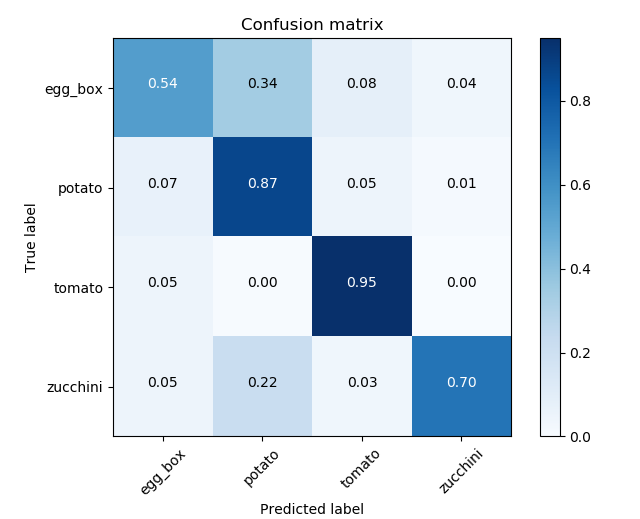 Confusion matrix
True label
egg_box 0.54 0.34 0.08 0.04
potato 0.07 0.87 0.05 0.01
tomato 0.05 0.00 0.95 0.00
zucchini 0.05 0.22 0.03 0.70
egg_box potato tomato zucchini
Predicted label
0.8
0.6
0.4
0.2
0.0